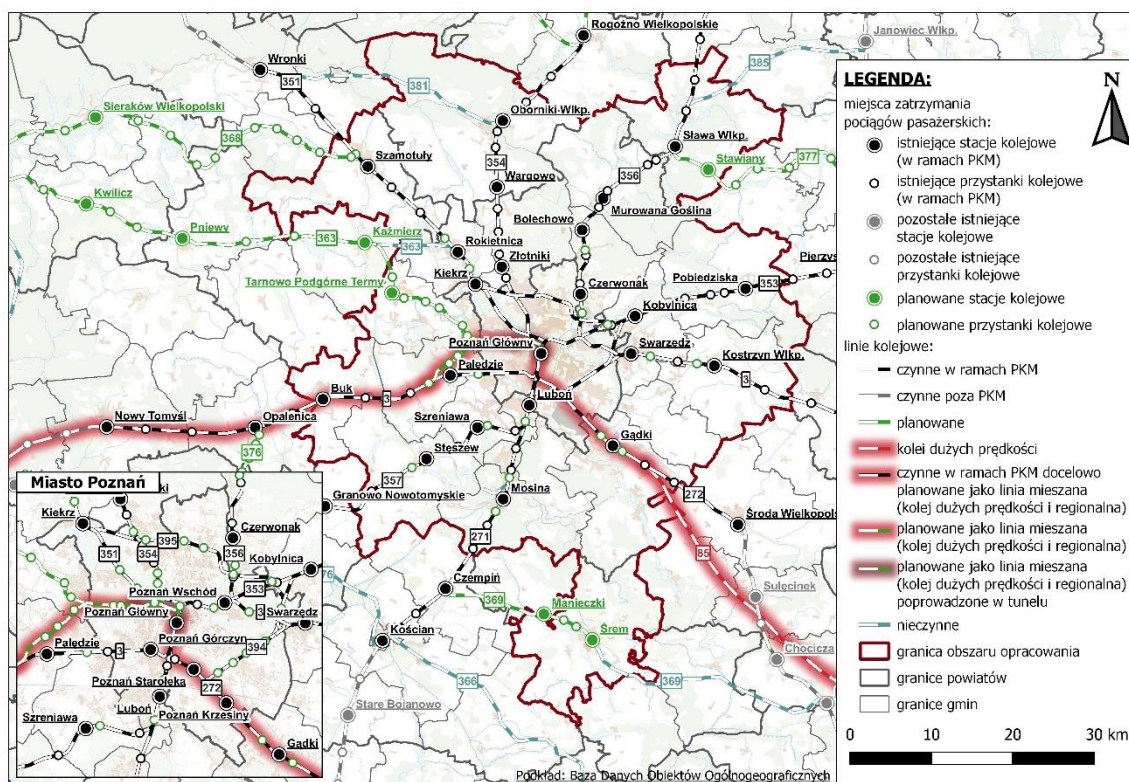 Rogoźno Wielkopolskie
Janowiec Wlkp.
Wronki
351
385
381
Sieraków Wielkopolski
Oborniki Wlkp.
Sława Wlkp.
368
354
Szamotuły
Stawiany
377
356
Wargowo
Kwilicz
Murowana Goślina
Bolechowo
Pniewy
363
Kaźmierz
363
Rokietnica
Złotniki
Kiekrz
Pobiedziska
353
Tarnowo Podgórne Termy
Czerwonak
Kobylnica
Poznań Główny
Swarzędz
Kostrzyn Wlkp.
Palędzie
3
Buk
3
Luboń
Nowy Tomyśl
Opalenica
Szreniawa
Gądki
376
Stęszew
357
Mosina
272
Granowo Nowotomyskie
Środa Wielkopols
271
85
Czempiń
Sulęcinek
369
Manieczki
Kościan
Śrem
Chocicza
366
369
Stare Bojanowo
Miasto Poznań
Kiekrz
Czerwonak
395
351
354
356
Kobylnica
Poznań Wschód
353
Poznań Główny
3
Swarzędz
Palędzie
3
Poznań Górczyn
394
Poznań Starołęka
272
Luboń
Szreniawa
Poznań Krzesiny
Gądki
LEGENDA:
N
miejsca zatrzymania
pociągów pasażerskich:
istniejące stacje kolejowe
(w ramach PKM)
istniejące przystanki kolejowe
(w ramach PKM)
pozostałe istniejące
stacje kolejowe
pozostałe istniejące
przystanki kolejowe
planowane stacje kolejowe
planowane przystanki kolejowe
linie kolejowe:
czynne w ramach PKM
czynne poza PKM
planowane
kolei dużych prędkości
czynne w ramach PKM docelowo
planowane jako linia mieszana
(kolej dużych prędkości i regionalna)
planowane jako linia mieszana
(kolej dużych prędkości i regionalna)
planowane jako linia mieszana
(kolej dużych prędkości i regionalna)
poprowadzone w tunelu
nieczynne
granica obszaru opracowania
granice powiatów
granice gmin
0 10 20 30 km
Podkład: Baza Danych Obiektów Ogólnogeograficznych